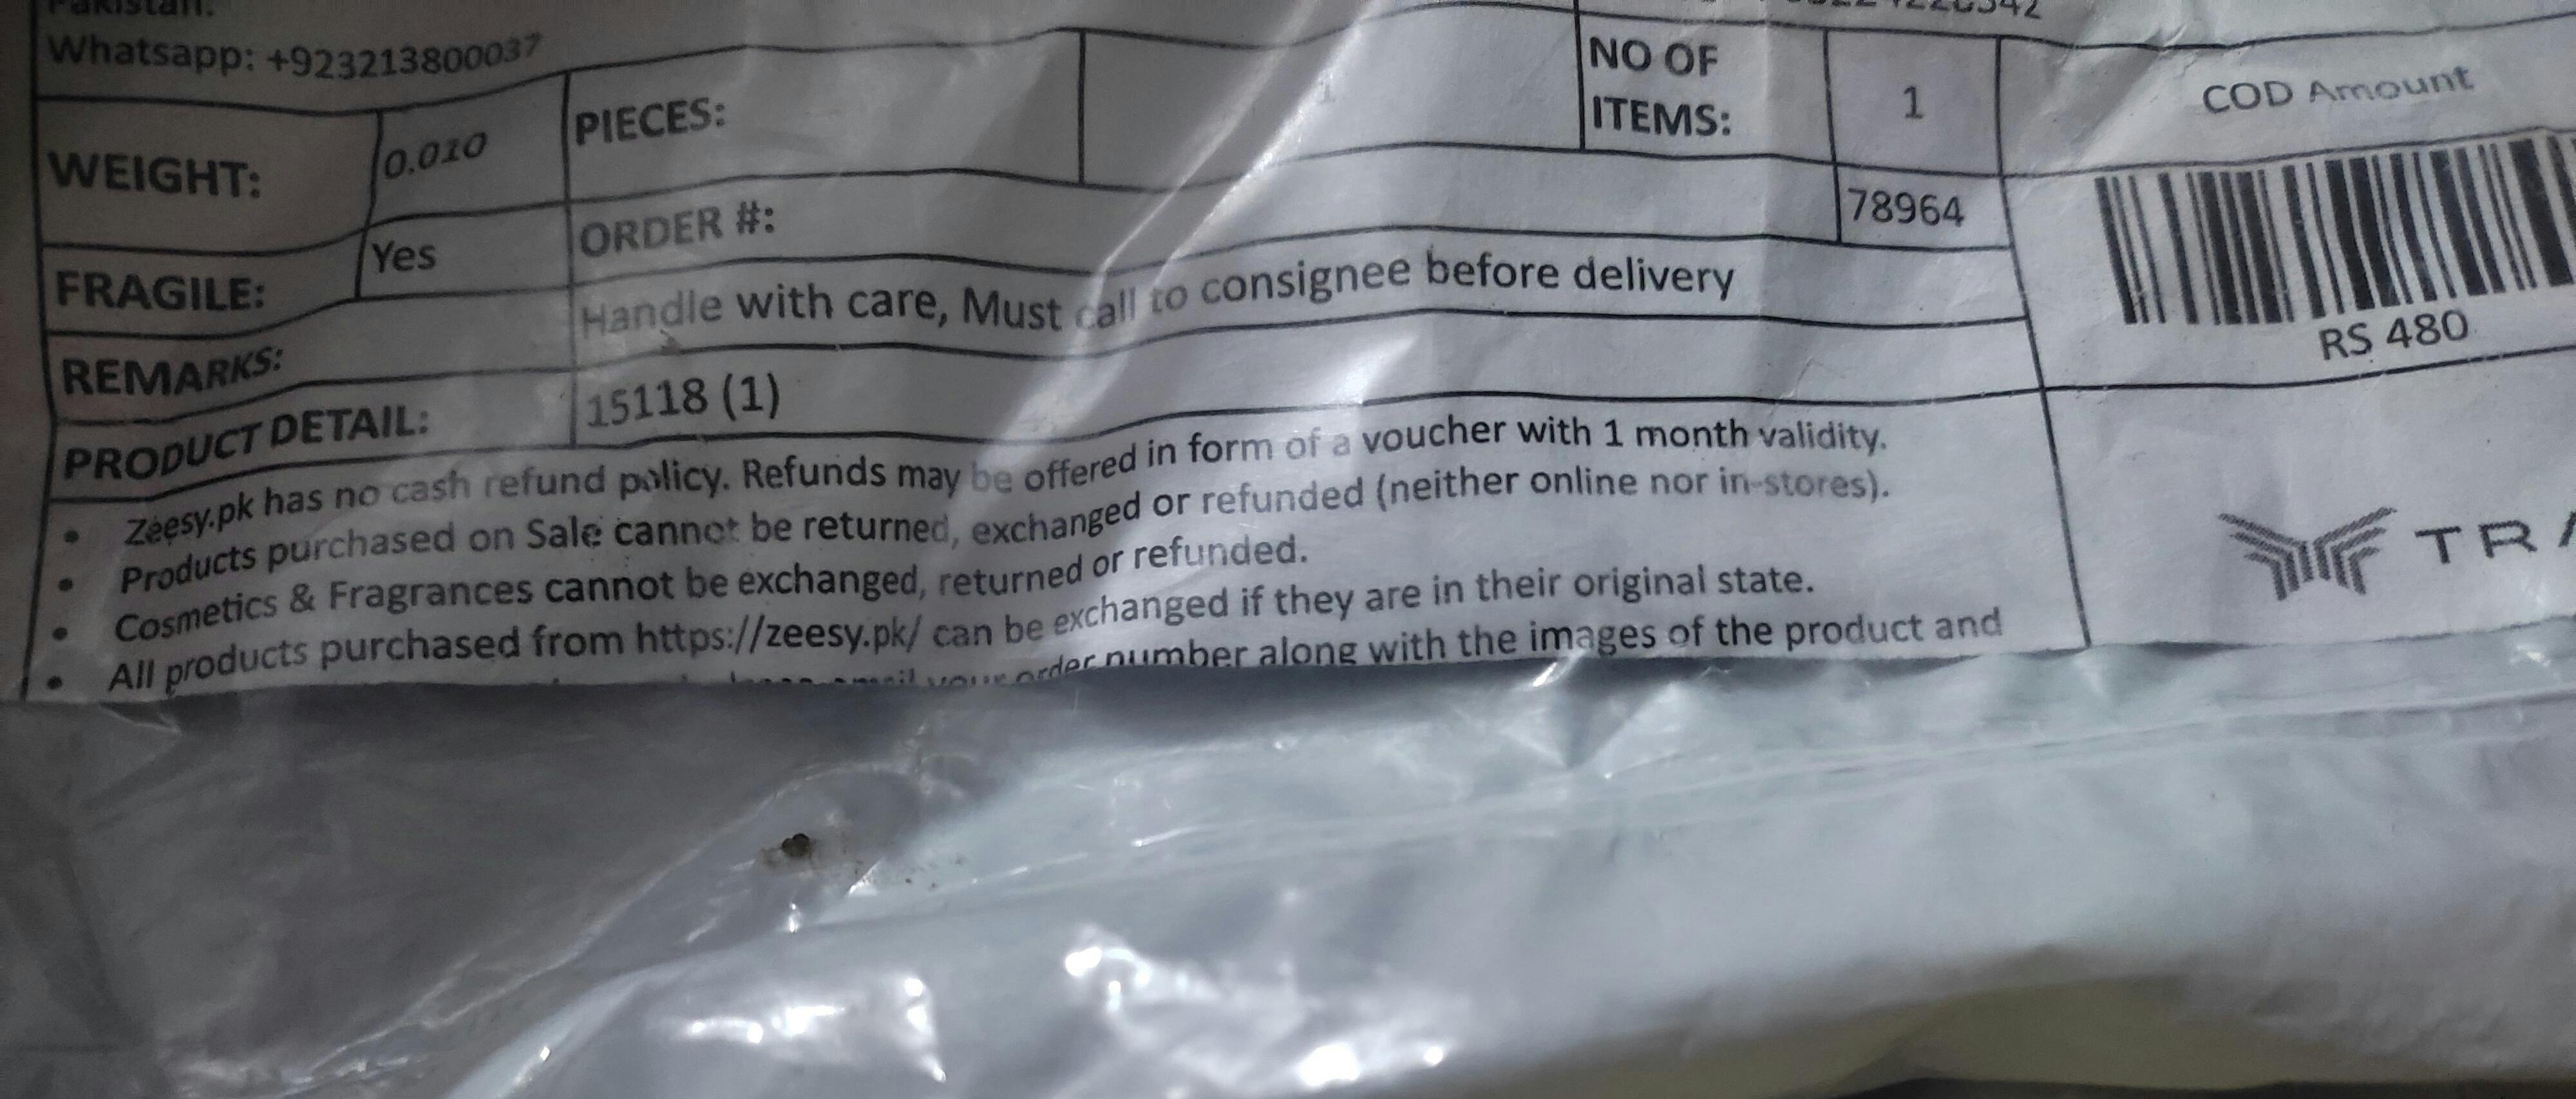 Pakistan.
Whatsapp: +923213800037
WEIGHT: 0.010 PIECES: NO OF ITEMS: 1
FRAGILE: Yes ORDER #: 78964
REMARKS: Handle with care, Must call to consignee before delivery
PRODUCT DETAIL: 15118 (1)
COD Amount
RS 480
• Zeesy.pk has no cash refund policy. Refunds may be offered in form of a voucher with 1 month validity.
• Products purchased on Sale cannot be returned, exchanged or refunded (neither online nor in-stores).
• Cosmetics & Fragrances cannot be exchanged, returned or refunded.
• All products purchased from https://zeesy.pk/ can be exchanged if they are in their original state.
email your order number along with the images of the product and
TRA